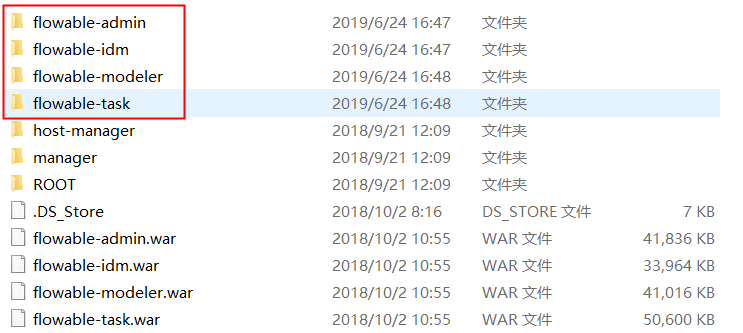 flowable-admin 2019/6/24 16:47 文件夹
flowable-idm 2019/6/24 16:47 文件夹
flowable-modeler 2019/6/24 16:48 文件夹
flowable-task 2019/6/24 16:48 文件夹
host-manager 2018/9/21 12:09 文件夹
manager 2018/9/21 12:09 文件夹
ROOT 2018/9/21 12:09 文件夹
.DS_Store 2018/10/2 8:16 DS_STORE 文件 7 KB
flowable-admin.war 2018/10/2 10:55 WAR 文件 41,836 KB
flowable-idm.war 2018/10/2 10:55 WAR 文件 33,964 KB
flowable-modeler.war 2018/10/2 10:55 WAR 文件 41,016 KB
flowable-task.war 2018/10/2 10:55 WAR 文件 50,600 KB